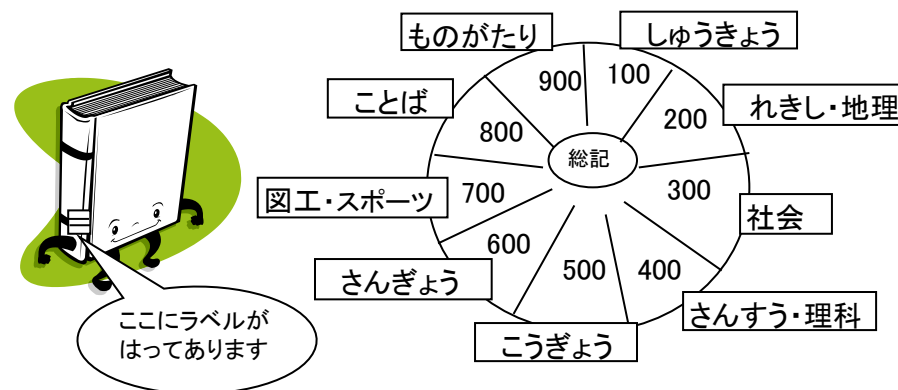 ものがたり
しゅうきょう
900
100
ことば
れきし・地理
800
200
総記
図工・スポーツ
700
300
社会
600
さんぎょう
500
400
さんすう・理科
こうぎょう
ここにラベルが
はってあります